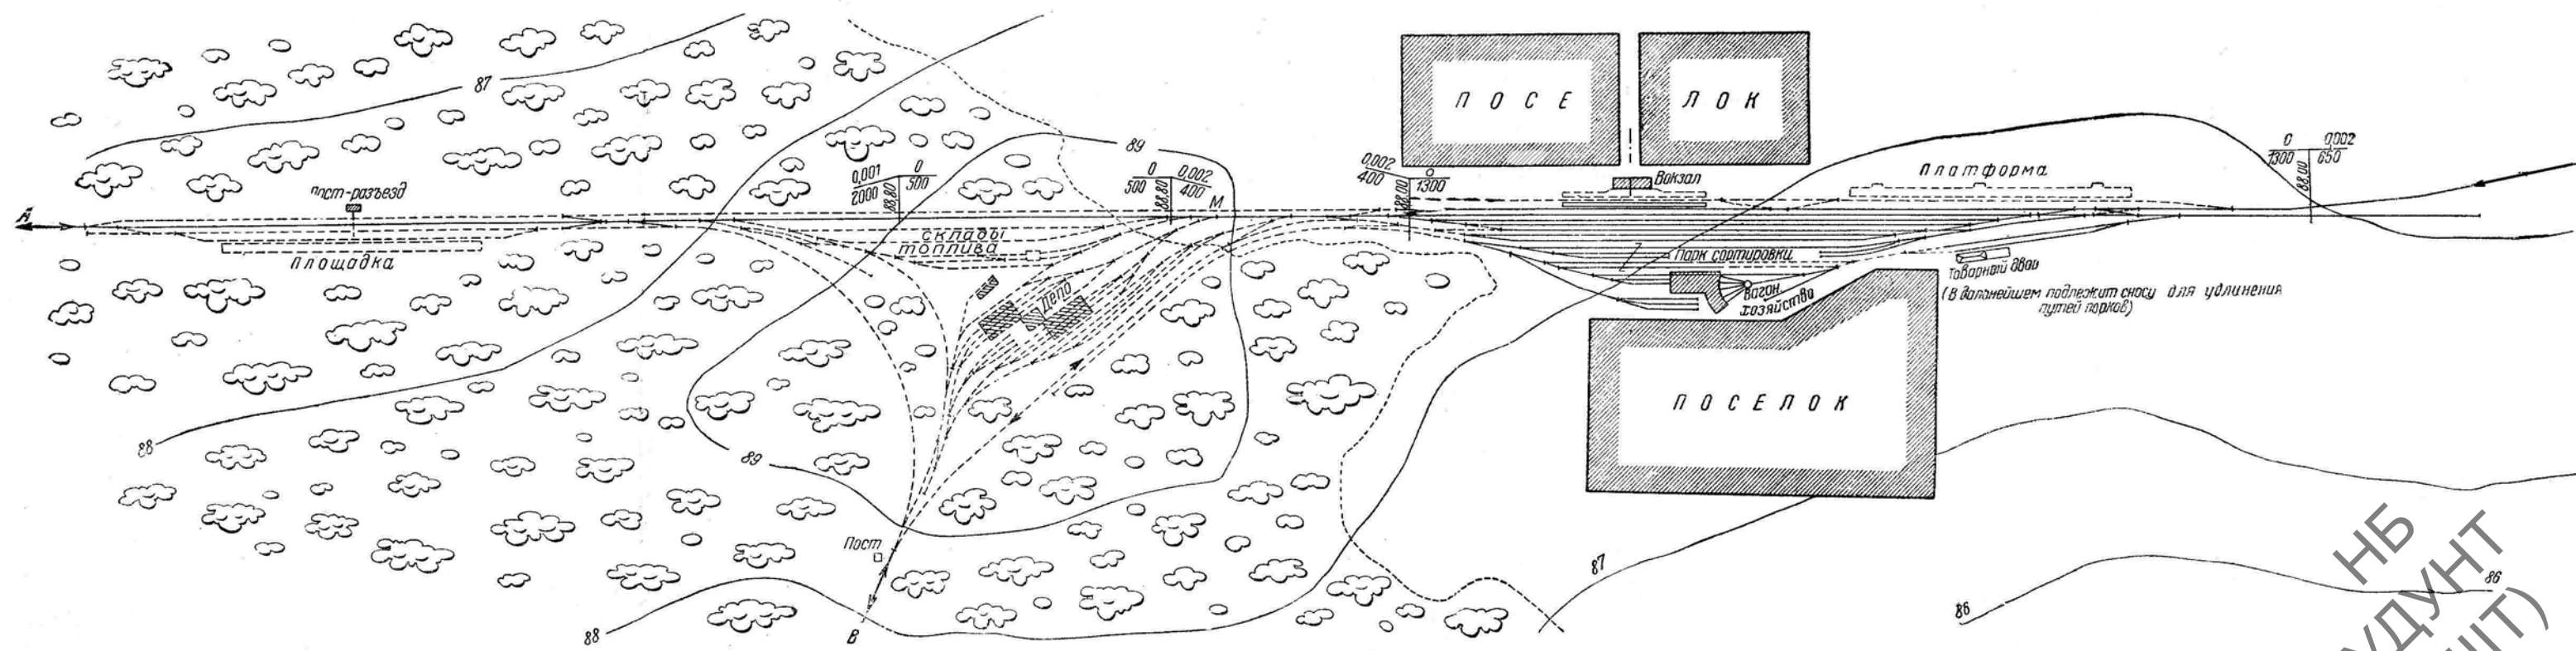 87
А
пост-разъезд
площадка
88
0,001
2000
88.80
0
500
склады
топлива
Депо
89
0
500
88.80
0,002
400
М
89
Пост
В
88
0,002
400
88.00
0
1300
ПОСЕ
ЛОК
Вокзал
Парк сортировки
Вагон.
хозяйство
платформа
Товарный двор
(в дальнейшем подлежит сносу для удлинения
путей парков)
0
1300
88.00
0,002
650
ПОСЕЛОК
87
86
86
НБ